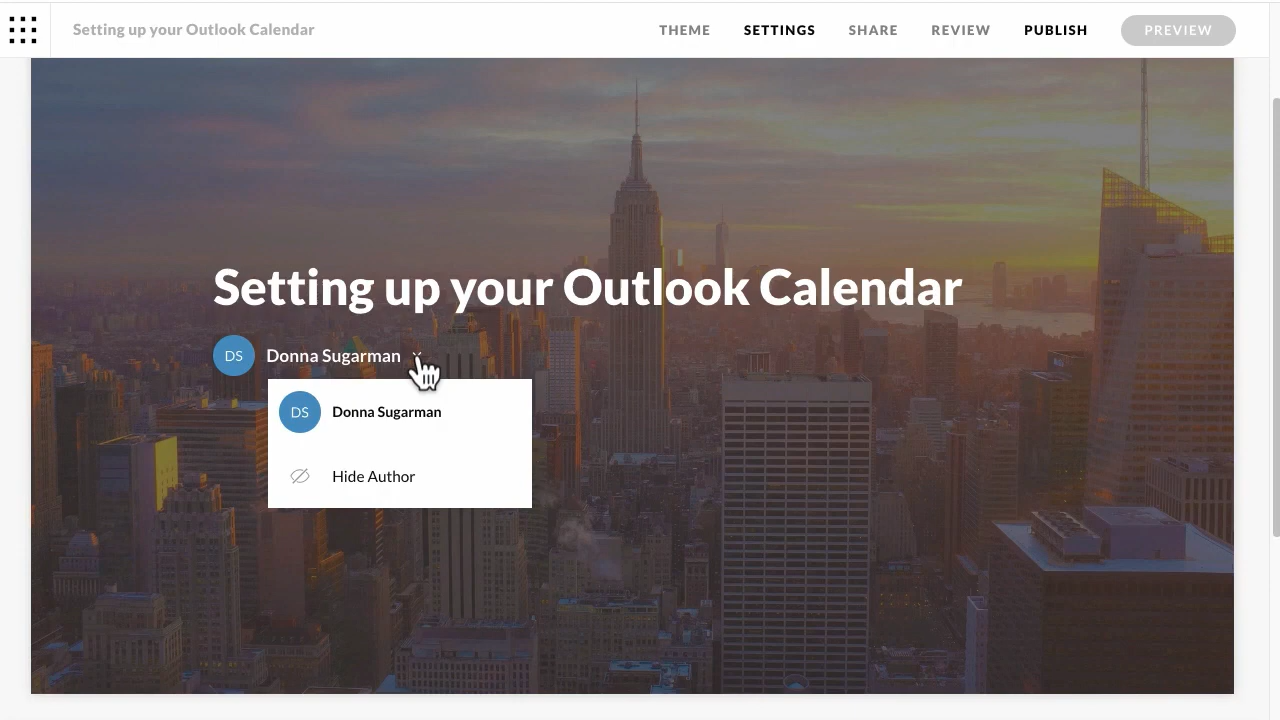 Setting up your Outlook Calendar
THEME SETTINGS SHARE REVIEW PUBLISH PREVIEW
Setting up your Outlook Calendar
DS Donna Sugarman
DS Donna Sugarman
Hide Author